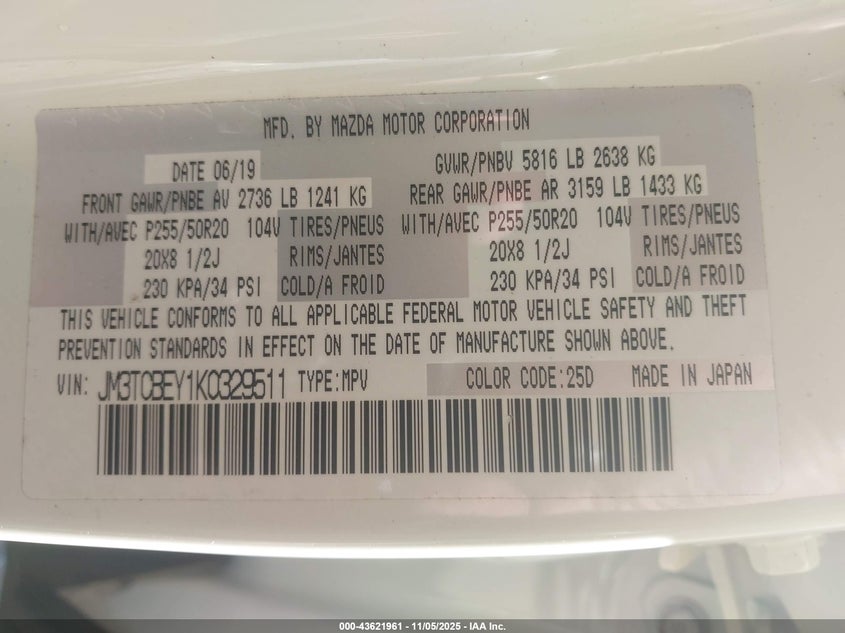 MFD. BY MAZDA MOTOR CORPORATION
DATE 06/19
GVWR/PNBV 5816 LB 2638 KG
FRONT GAWR/PNBE AV 2736 LB 1241 KG
REAR GAWR/PNBE AR 3159 LB 1433 KG
WITH/AVEC P255/50R20 104V TIRES/PNEUS
WITH/AVEC P255/50R20 104V TIRES/PNEUS
20X8 1/2J RIMS/JANTES
20X8 1/2J RIMS/JANTES
230 KPA/34 PSI COLD/A FROID
230 KPA/34 PSI COLD/A FROID
THIS VEHICLE CONFORMS TO ALL APPLICABLE FEDERAL MOTOR VEHICLE SAFETY AND THEFT
PREVENTION STANDARDS IN EFFECT ON THE DATE OF MANUFACTURE SHOWN ABOVE.
VIN: JM3TCBEY1K0329511 TYPE:MPV COLOR CODE:25D MADE IN JAPAN
000-43621961 - 11/05/2025 - IAA Inc.